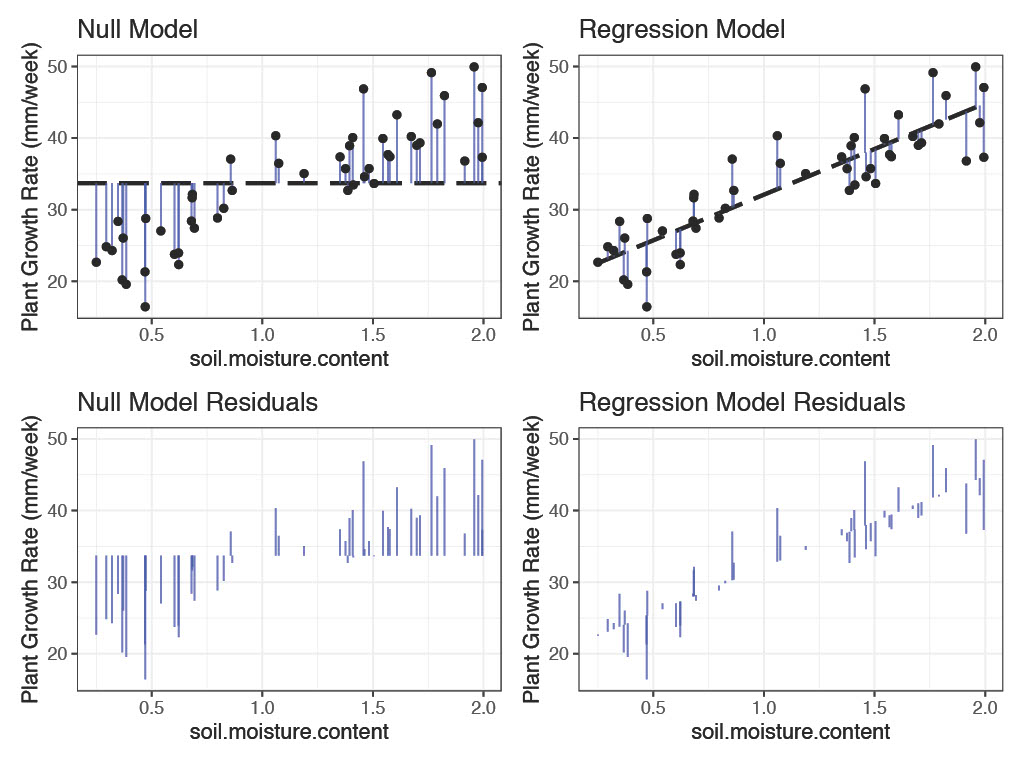 Null Model
Plant Growth Rate (mm/week)
50
40
30
20
0.5 1.0 1.5 2.0
soil.moisture.content
Regression Model
Plant Growth Rate (mm/week)
50
40
30
20
0.5 1.0 1.5 2.0
soil.moisture.content
Null Model Residuals
Plant Growth Rate (mm/week)
50
40
30
20
0.5 1.0 1.5 2.0
soil.moisture.content
Regression Model Residuals
Plant Growth Rate (mm/week)
50
40
30
20
0.5 1.0 1.5 2.0
soil.moisture.content